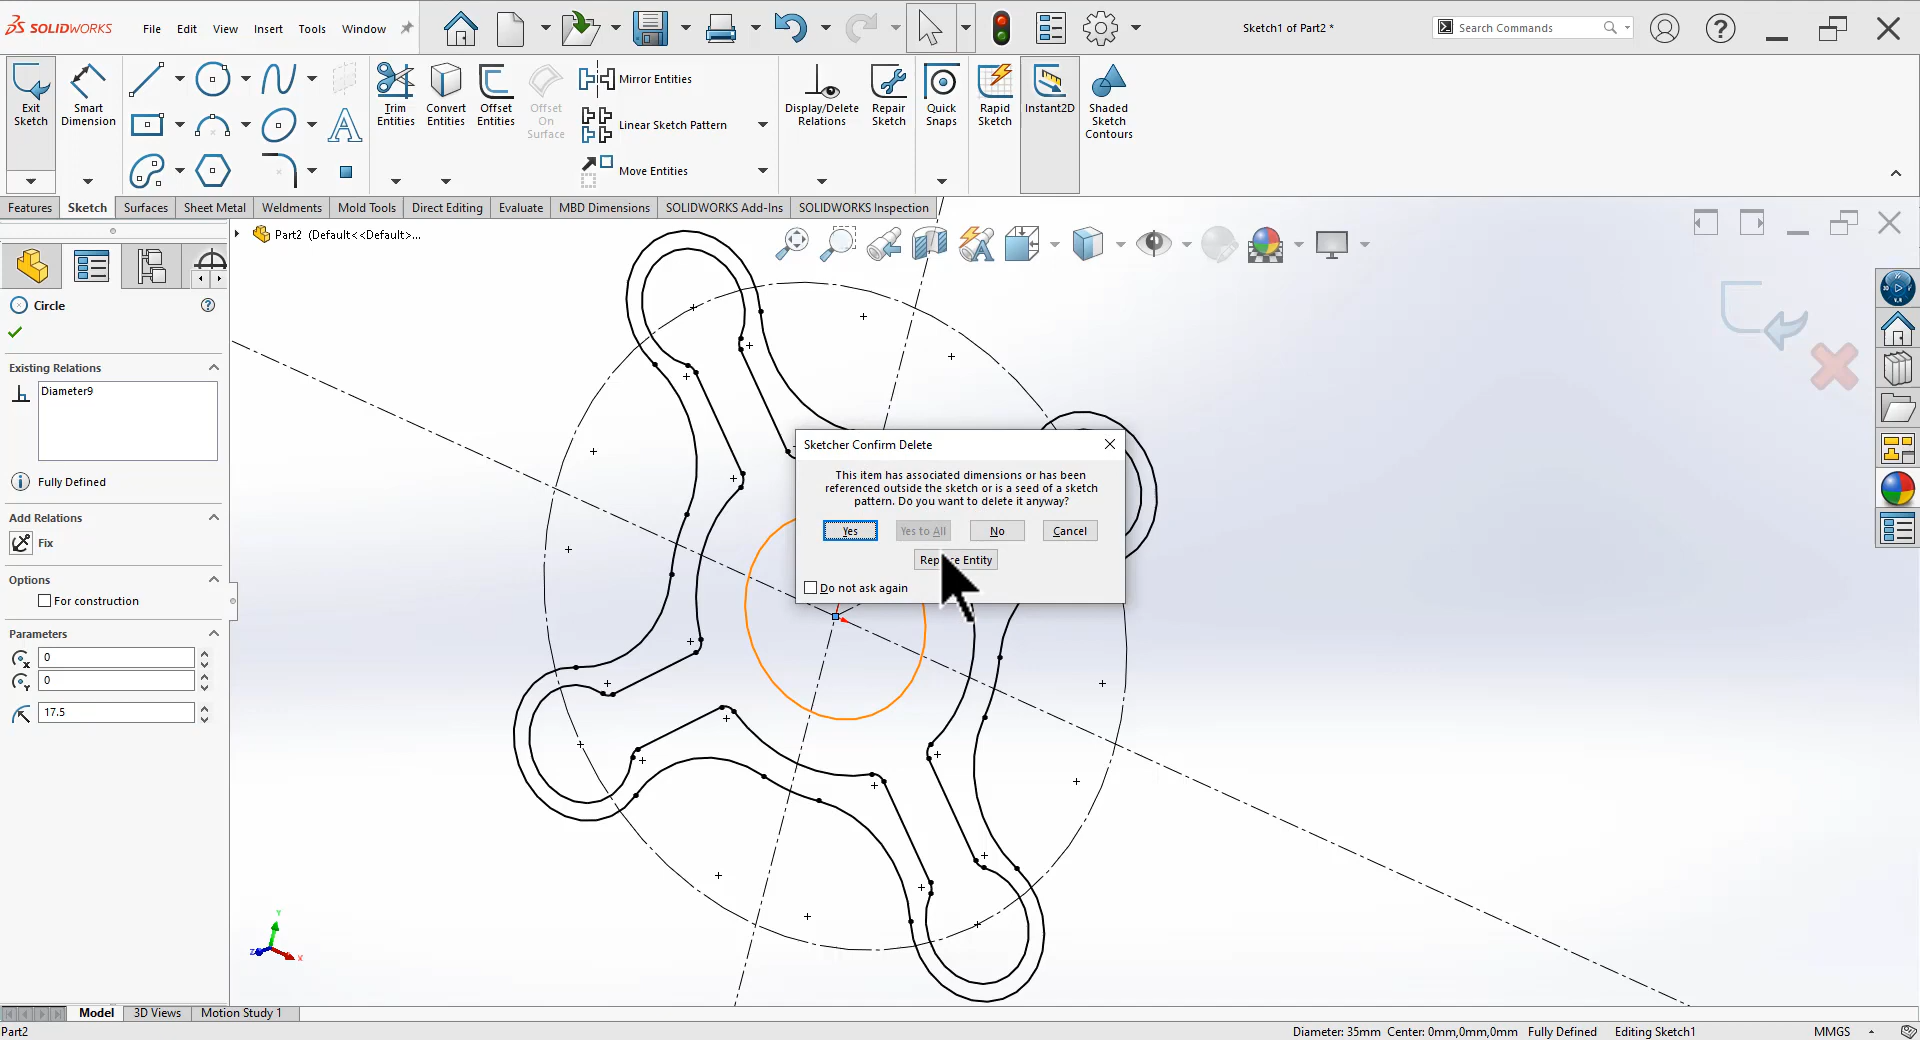 SOLIDWORKS
File Edit View Insert Tools Window
Sketch1 of Part2 *
Search Commands
Exit Sketch
Smart Dimension
Trim Entities
Convert Entities
Offset Entities
Offset On Surface
Mirror Entities
Linear Sketch Pattern
Move Entities
Display/Delete Relations
Repair Sketch
Quick Snaps
Rapid Sketch
Instant2D
Shaded Sketch Contours
Features Sketch Surfaces Sheet Metal Weldments Mold Tools Direct Editing Evaluate MBD Dimensions SOLIDWORKS Add-Ins SOLIDWORKS Inspection
Part2 (Default<<Default>...
Circle
Existing Relations
Diameter9
Fully Defined
Add Relations
Fix
Options
For construction
Parameters
0
0
17.5
Sketcher Confirm Delete
This item has associated dimensions or has been
referenced outside the sketch or is a seed of a sketch
pattern. Do you want to delete it anyway?
Yes Yes to All No Cancel
Entity
Do not ask again
Y
Z
X
Model 3D Views Motion Study 1
Part2
Diameter: 35mm Center: 0mm,0mm,0mm Fully Defined Editing Sketch1 MMGS